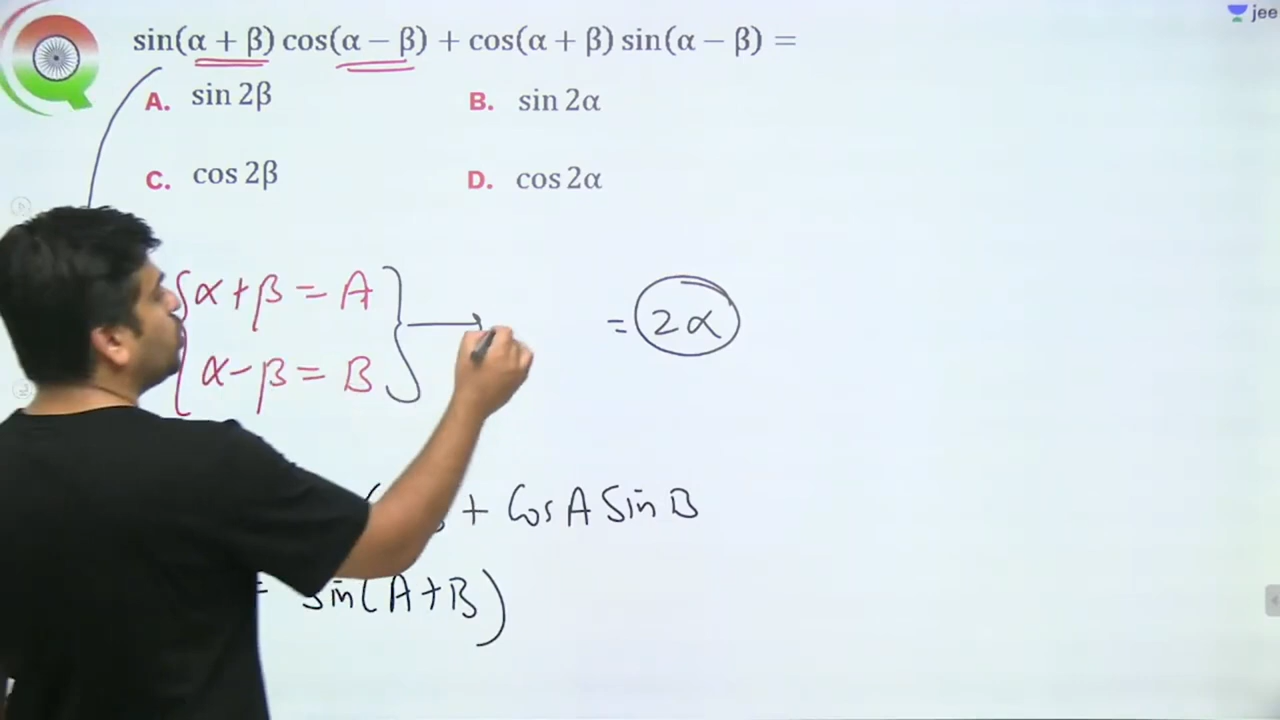 jee
sin(α + β) cos(α − β) + cos(α + β) sin(α − β) =
A. sin 2β
B. sin 2α
C. cos 2β
D. cos 2α
α+β = A
= 2α
α-β = B
+ Cos A Sin B
= Sin(A+B)